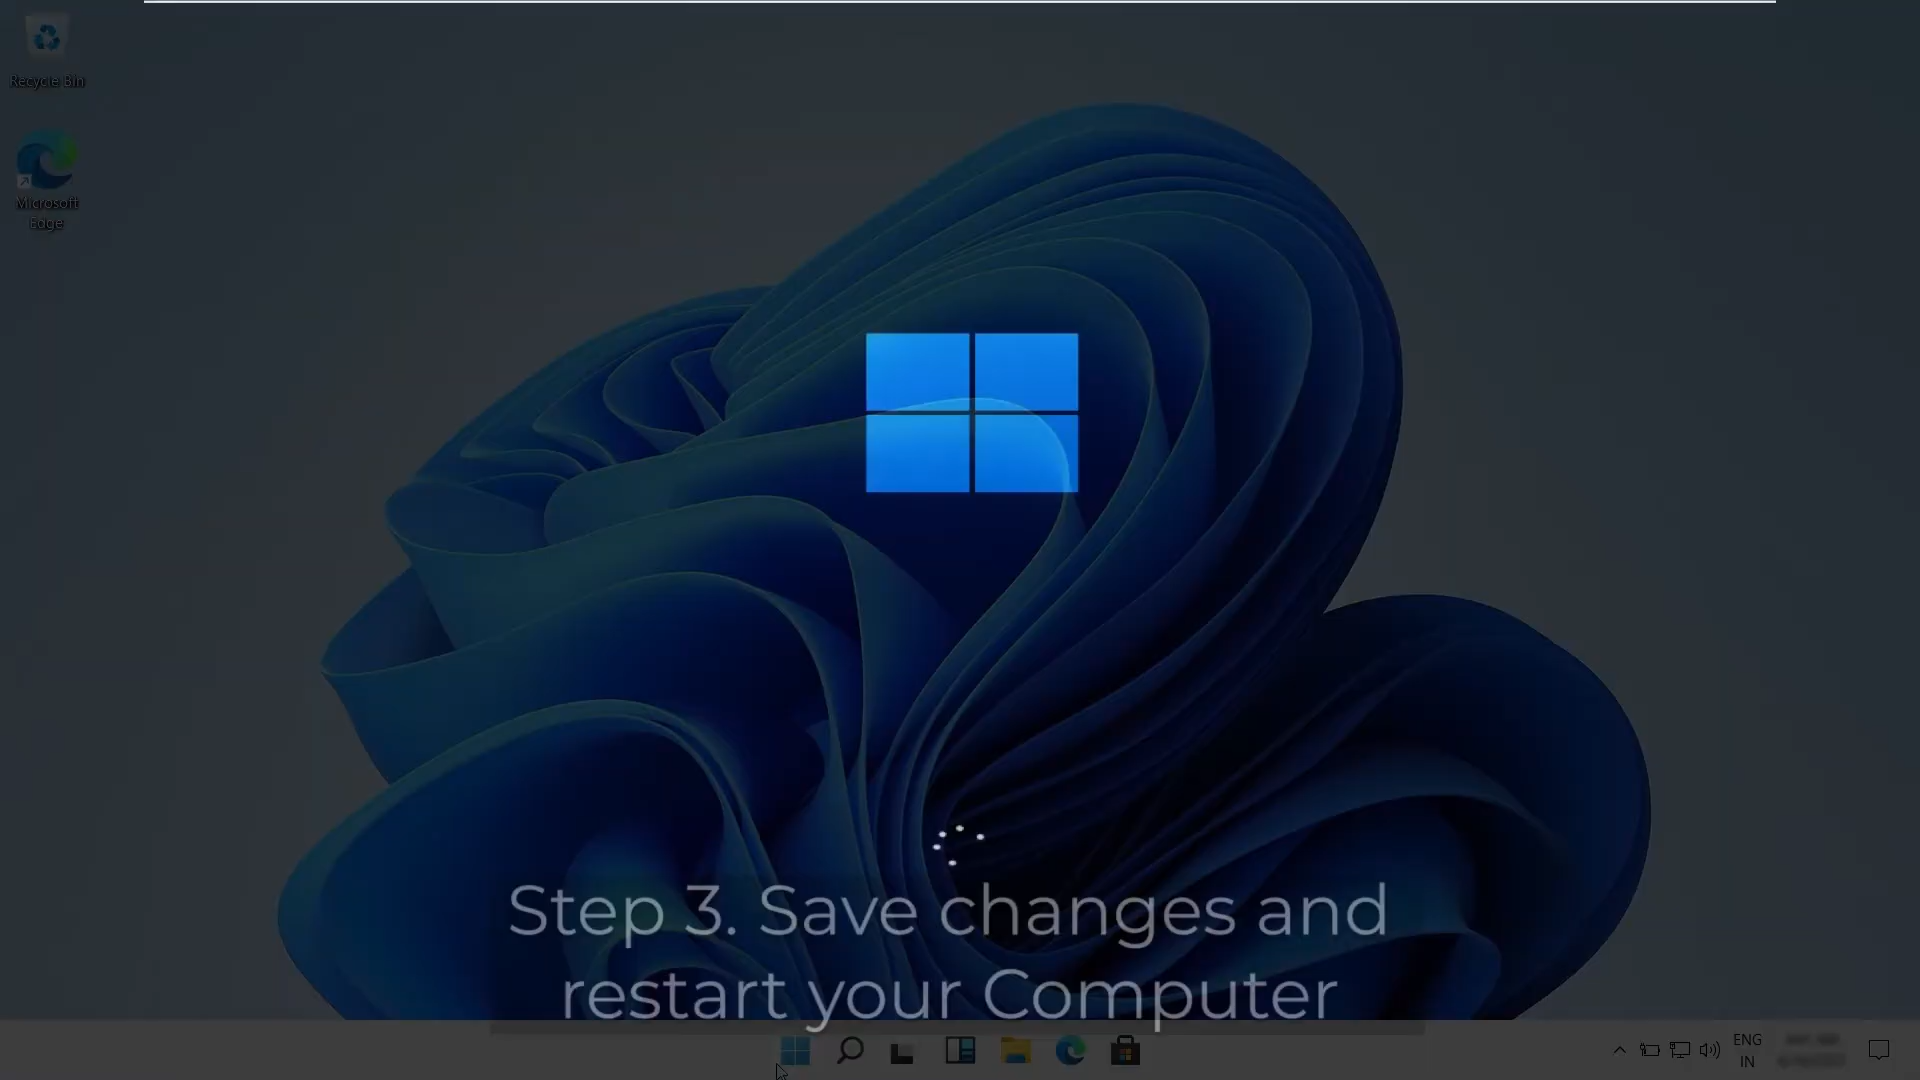 Recycle Bin
Microsoft
Edge
Step 3. Save changes and
restart your Computer
ENG
IN